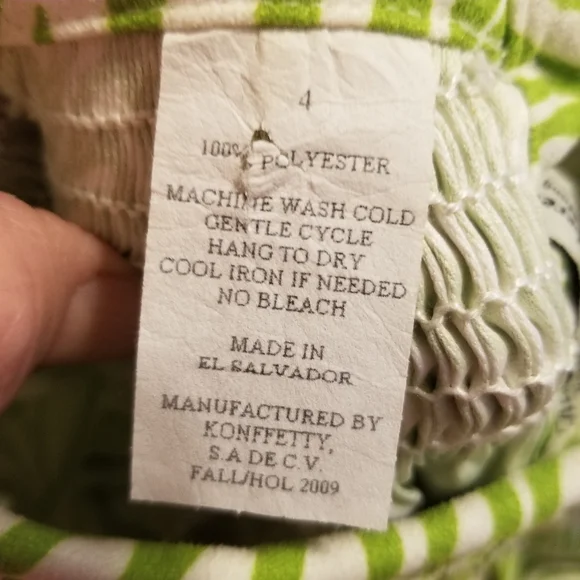 4
100% POLYESTER
MACHINE WASH COLD
GENTLE CYCLE
HANG TO DRY
COOL IRON IF NEEDED
NO BLEACH
MADE IN
EL SALVADOR
MANUFACTURED BY
KONFFETTY,
S.A DE C.V.
FALL/HOL 2009